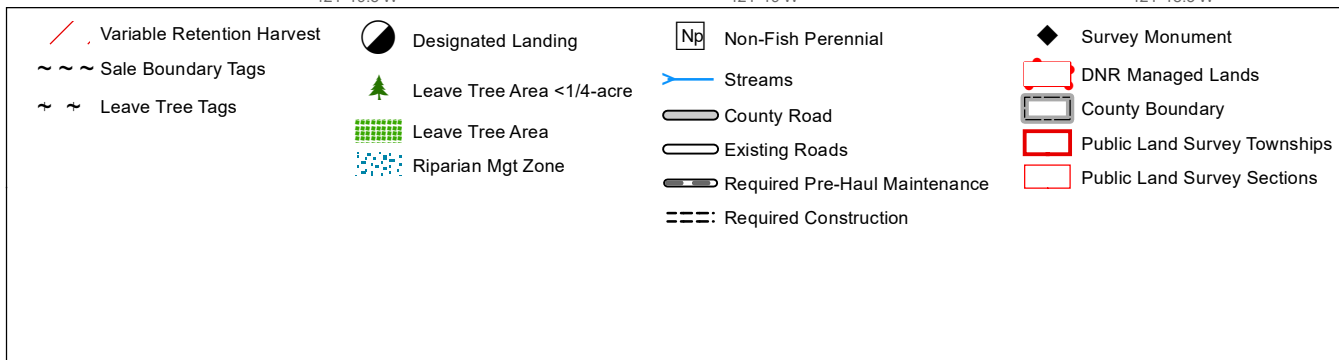 Variable Retention Harvest
Sale Boundary Tags
Leave Tree Tags
Designated Landing
Leave Tree Area <1/4-acre
Leave Tree Area
Riparian Mgt Zone
Np
Non-Fish Perennial
Streams
County Road
Existing Roads
Required Pre-Haul Maintenance
Required Construction
Survey Monument
DNR Managed Lands
County Boundary
Public Land Survey Townships
Public Land Survey Sections